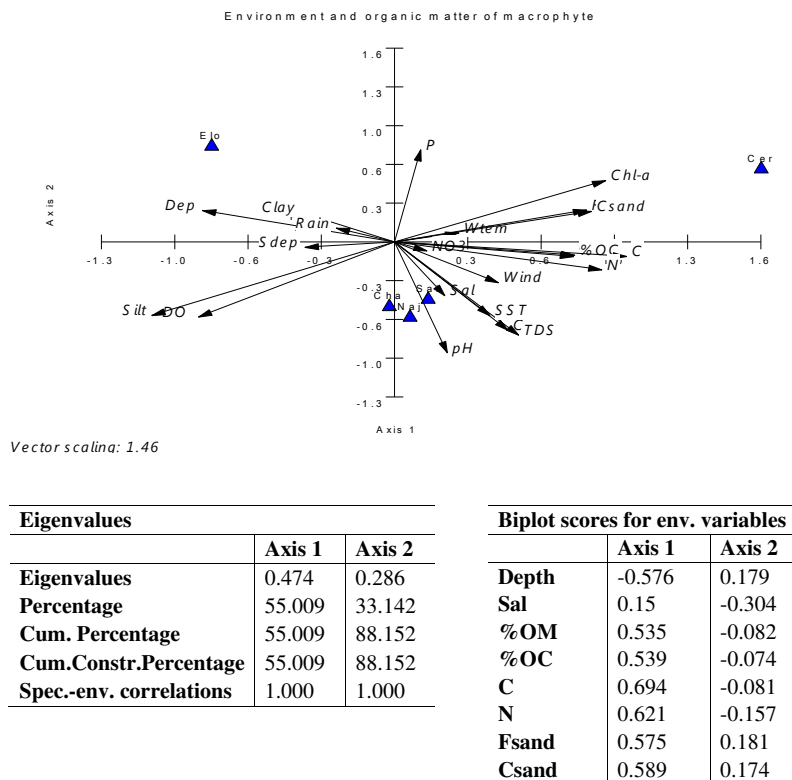 Environment and organic matter of macrophyte
Axis 2
1.6
1.3
1.0
0.6
0.3
-0.3
-0.6
-1.0
-1.3
-1.3
-1.0
-0.6
-0.3
0.3
0.6
1.3
1.6
Elo
Cer
P
Chl-a
Csand
Dep
Clay
'Rain
Wtem
Sdep
NO3
%OC
C
'N'
Wind
Sal
Sa
Cha
Naj
Silt
DO
SST
C
TDS
pH
Axis 1
Vector scaling: 1.46
Eigenvalues
Axis 1 Axis 2
Eigenvalues 0.474 0.286
Percentage 55.009 33.142
Cum. Percentage 55.009 88.152
Cum.Constr.Percentage 55.009 88.152
Spec.-env. correlations 1.000 1.000
Biplot scores for env. variables
Axis 1 Axis 2
Depth -0.576 0.179
Sal 0.15 -0.304
%OM 0.535 -0.082
%OC 0.539 -0.074
C 0.694 -0.081
N 0.621 -0.157
Fsand 0.575 0.181
Csand 0.589 0.174